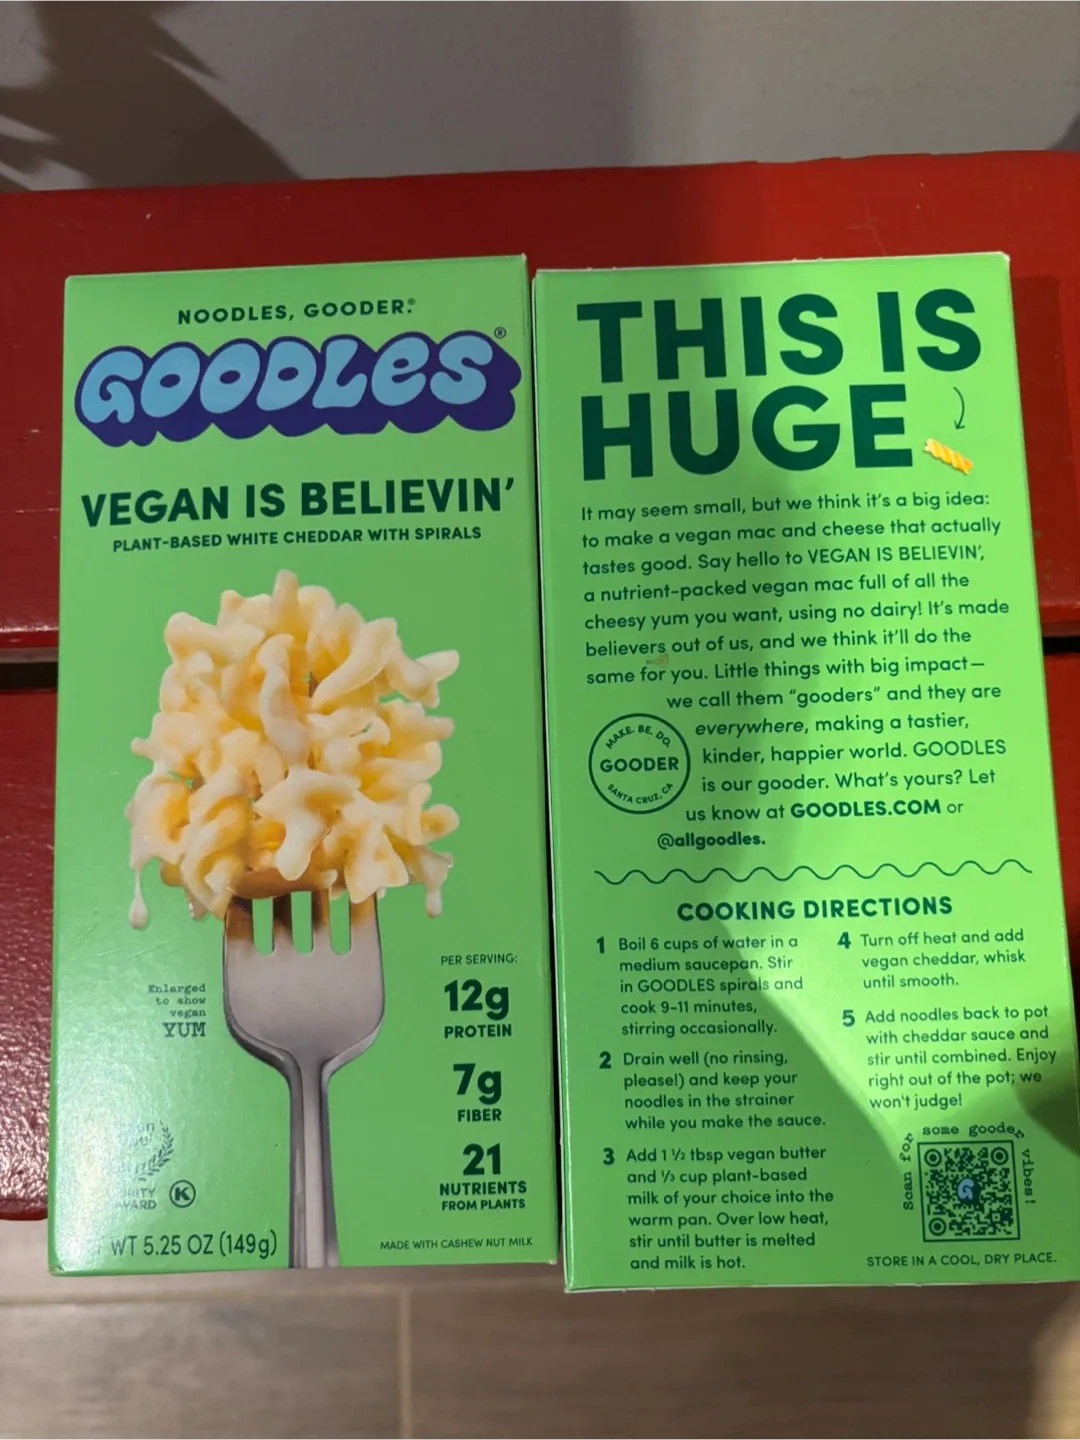 NOODLES, GOODER.®
GOODLES®
VEGAN IS BELIEVIN'
PLANT-BASED WHITE CHEDDAR WITH SPIRALS
Enlarged
to show
vegan
YUM
PER SERVING:
12g
PROTEIN
7g
FIBER
21
NUTRIENTS
FROM PLANTS
K
WT 5.25 OZ (149g)
MADE WITH CASHEW NUT MILK
THIS IS
HUGE
It may seem small, but we think it's a big idea:
to make a vegan mac and cheese that actually
tastes good. Say hello to VEGAN IS BELIEVIN',
a nutrient-packed vegan mac full of all the
cheesy yum you want, using no dairy! It's made
believers out of us, and we think it'll do the
same for you. Little things with big impact—
we call them "gooders" and they are
everywhere, making a tastier,
kinder, happier world. GOODLES
is our gooder. What's yours? Let
us know at GOODLES.COM or
@allgoodles.
MAKE. BE. DO.
GOODER
SANTA CRUZ, CA
COOKING DIRECTIONS
1 Boil 6 cups of water in a
medium saucepan. Stir
in GOODLES spirals and
cook 9-11 minutes,
stirring occasionally.
2 Drain well (no rinsing,
please!) and keep your
noodles in the strainer
while you make the sauce.
3 Add 1 ½ tbsp vegan butter
and ⅓ cup plant-based
milk of your choice into the
warm pan. Over low heat,
stir until butter is melted
and milk is hot.
4 Turn off heat and add
vegan cheddar, whisk
until smooth.
5 Add noodles back to pot
with cheddar sauce and
stir until combined. Enjoy
right out of the pot; we
won't judge!
Scan for some gooder vibes!
STORE IN A COOL, DRY PLACE.